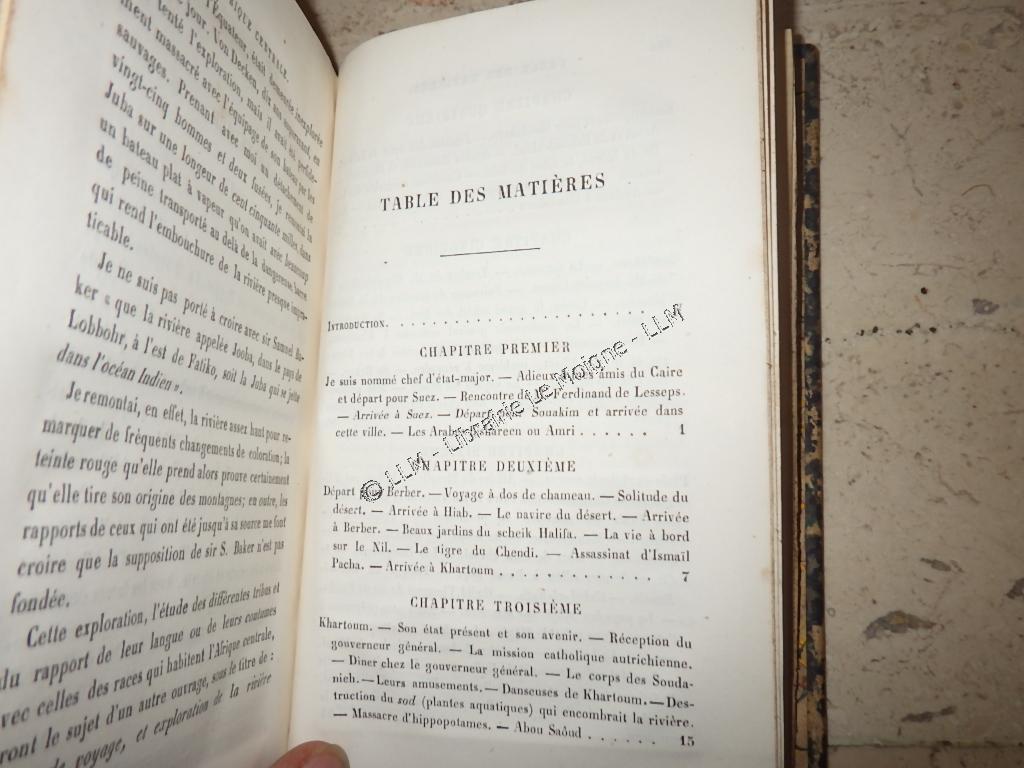 IQUE CENTRALE.
l'Équateur, était demeurée inexplorée
jour. Von Decken, dit mon
tenté l'exploration, mais il avait été perfide-
ment massacré avec l'équipage de son bateau par les
sauvages. Prenant avec moi un détachement de
vingt-cinq hommes et deux fusées, je remontai la
Juba sur une longeur de cent cinquante milles, dans
un bateau plat à vapeur qu'on avait avec beaucoup
de peine transporté au delà de la dangereuse barre
qui rend l'embouchure de la rivière presque impra-
ticable.
Je ne suis pas porté à croire avec sir Samuel Ba-
ker « que la rivière appelée Jooba, dans le pays de
Lobbohr, à l'est de Fatiko, soit la Juba qui se jette
dans l'océan Indien ».
Je remontai, en effet, la rivière assez haut pour re-
marquer de fréquents changements de coloration; la
teinte rouge qu'elle prend alors prouve certainement
qu'elle tire son origine des montagnes; en outre, les
rapports de ceux qui ont été jusqu'à sa source me font
croire que la supposition de sir S. Baker n'est pas
fondée.
Cette exploration, l'étude des différentes tribus et
du rapport de leur langue ou de leurs coutumes
avec celles des races qui habitent l'Afrique centrale,
ront le sujet d'un autre ouvrage, sous le titre de :
de voyage, et exploration de la rivière
TABLE DES MATIÈRES
INTRODUCTION. . . . . . . . . . . . . . . . . . . . . .
CHAPITRE PREMIER
Je suis nommé chef d'état-major. — Adieux à mes amis du Caire
et départ pour Suez. — Rencontre de M. Ferdinand de Lesseps.
— Arrivée à Suez. — Départ pour Souakim et arrivée dans
cette ville. — Les Arabes ou Amri . . . . . . 1
CHAPITRE DEUXIÈME
Départ pour Berber. — Voyage à dos de chameau. — Solitude du
désert. — Arrivée à Hiab. — Le navire du désert. — Arrivée
à Berber. — Beaux jardins du scheik Halifa. — La vie à bord
sur le Nil. — Le tigre du Chendi. — Assassinat d'Ismaïl
Pacha. — Arrivée à Khartoum . . . . . . . . . . . . . 7
CHAPITRE TROISIÈME
Khartoum. — Son état présent et son avenir. — Réception du
gouverneur général. — La mission catholique autrichienne.
— Dîner chez le gouverneur général. — Le corps des Souda-
nieh. — Leurs amusements. — Danseuses de Khartoum. — Des-
truction du sod (plantes aquatiques) qui encombrait la rivière.
— Massacre d'hippopotames. — Abou Saôud . . . . . . . 15
© LLM - Librairie Le Moigne - LLM